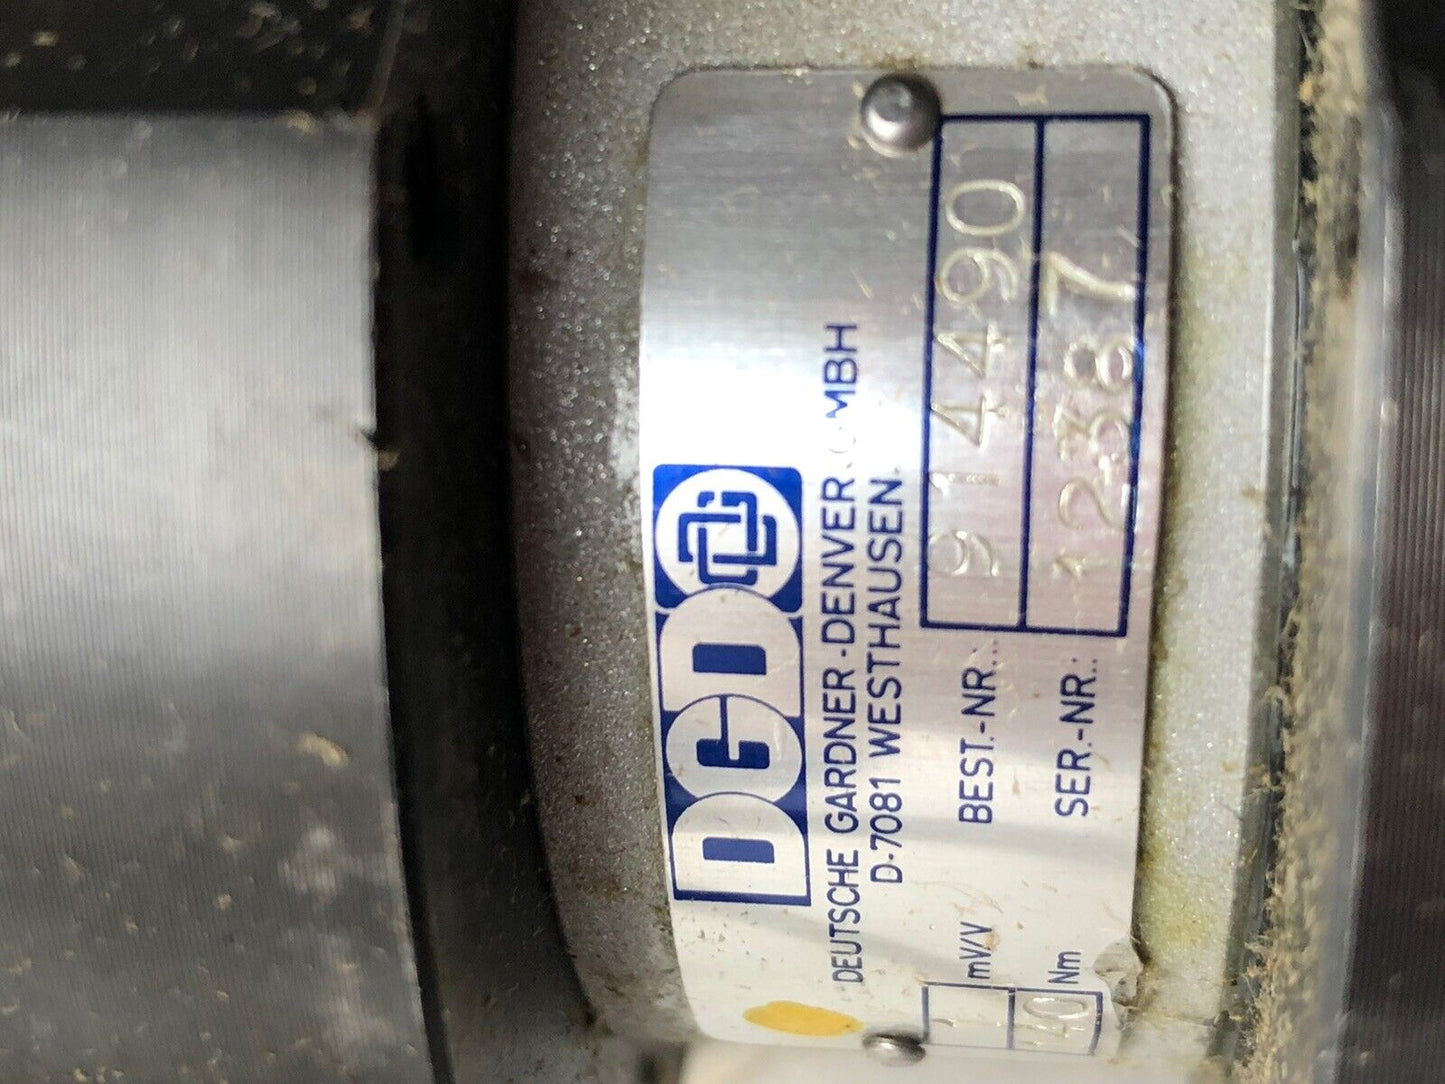 DGD
DEUTSCHE GARDNER-DENVER GMBH
D-7081 WESTHAUSEN
mV/V BEST.-NR.: 914490
Nm SER.-NR.: 12387